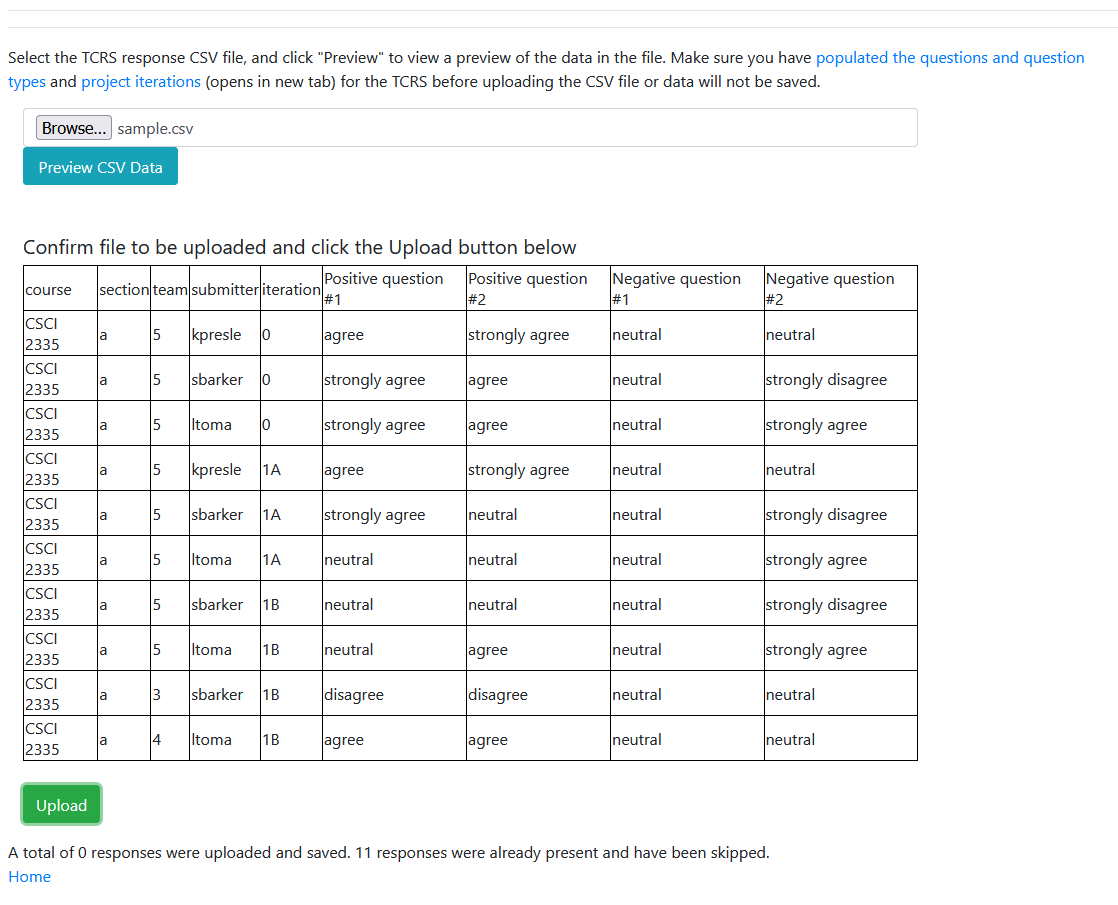 Select the TCRS response CSV file, and click "Preview" to view a preview of the data in the file. Make sure you have populated the questions and question
types and project iterations (opens in new tab) for the TCRS before uploading the CSV file or data will not be saved.
Browse... sample.csv
Preview CSV Data
Confirm file to be uploaded and click the Upload button below
course section team submitter iteration Positive question #1 Positive question #2 Negative question #1 Negative question #2
CSCI 2335 a 5 kpresle 0 agree strongly agree neutral neutral
CSCI 2335 a 5 sbarker 0 strongly agree agree neutral strongly disagree
CSCI 2335 a 5 ltoma 0 strongly agree agree neutral strongly agree
CSCI 2335 a 5 kpresle 1A agree strongly agree neutral neutral
CSCI 2335 a 5 sbarker 1A strongly agree neutral neutral strongly disagree
CSCI 2335 a 5 ltoma 1A neutral neutral neutral strongly agree
CSCI 2335 a 5 sbarker 1B neutral neutral neutral strongly disagree
CSCI 2335 a 5 ltoma 1B neutral agree neutral strongly agree
CSCI 2335 a 3 sbarker 1B disagree disagree neutral neutral
CSCI 2335 a 4 ltoma 1B agree agree neutral neutral
Upload
A total of 0 responses were uploaded and saved. 11 responses were already present and have been skipped.
Home